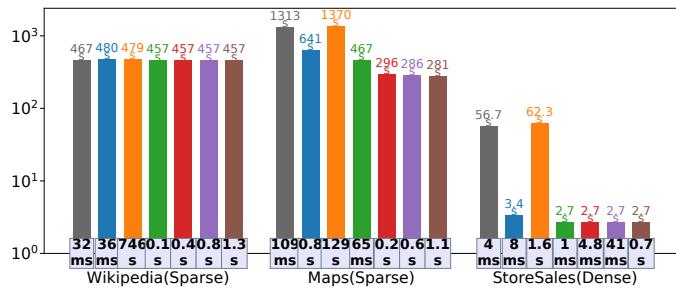 10³
10²
10¹
10⁰
467 s
480 s
479 s
457 s
457 s
457 s
457 s
1313 s
641 s
1370 s
467 s
296 s
286 s
281 s
56.7 s
3.4 s
62.3 s
2.7 s
2.7 s
2.7 s
2.7 s
32 ms
36 ms
746 s
0.1 s
0.4 s
0.8 s
1.3 s
109 ms
0.8 s
129 s
65 ms
0.2 s
0.6 s
1.1 s
4 ms
8 ms
1.6 s
1 ms
4.8 ms
41 ms
0.7 s
Wikipedia(Sparse)
Maps(Sparse)
StoreSales(Dense)